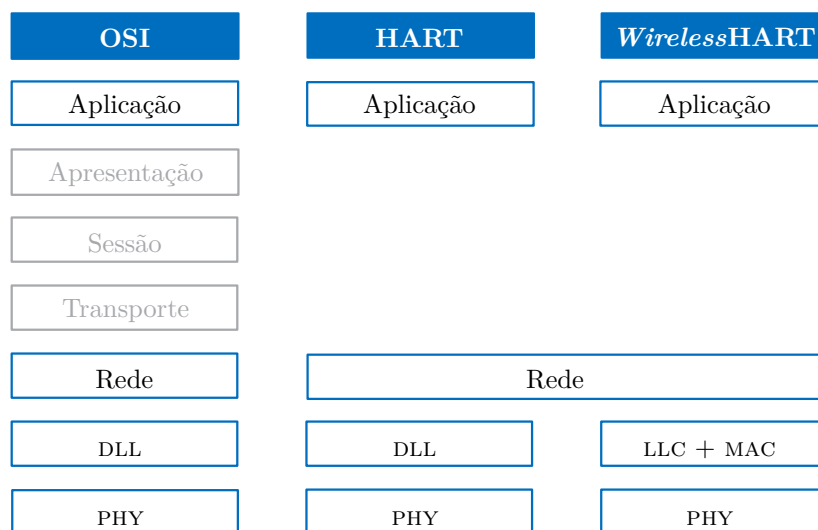 OSI HART WirelessHART
Aplicação Aplicação Aplicação
Apresentação
Sessão
Transporte
Rede Rede
DLL DLL LLC + MAC
PHY PHY PHY